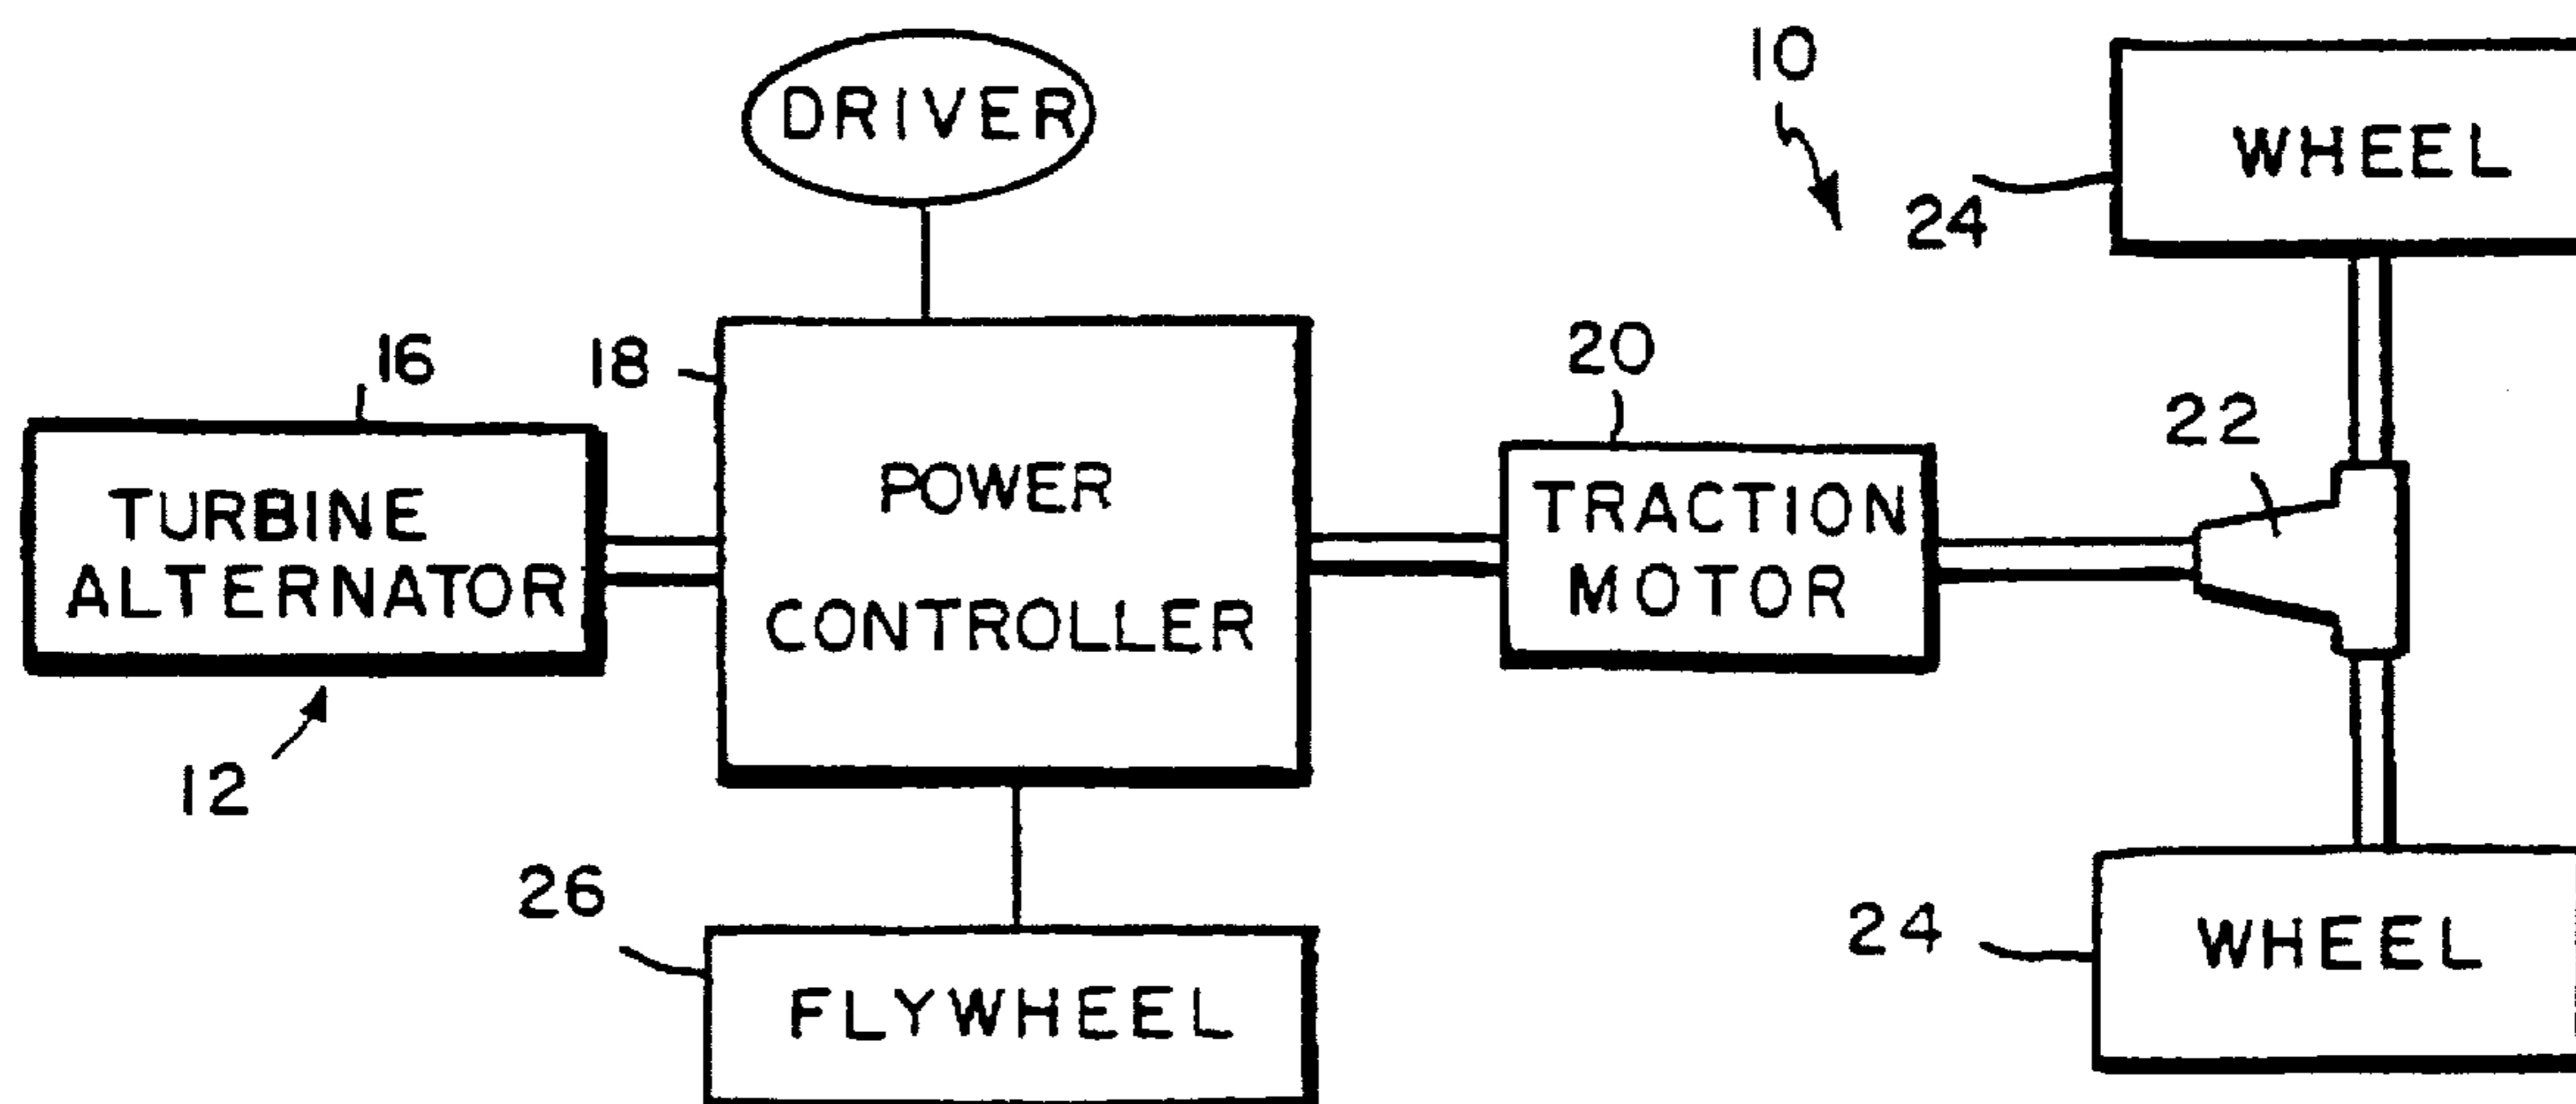 DRIVER
10
WHEEL
24
16
18
20
22
TURBINE
ALTERNATOR
POWER
CONTROLLER
TRACTION
MOTOR
12
26
FLYWHEEL
24
WHEEL